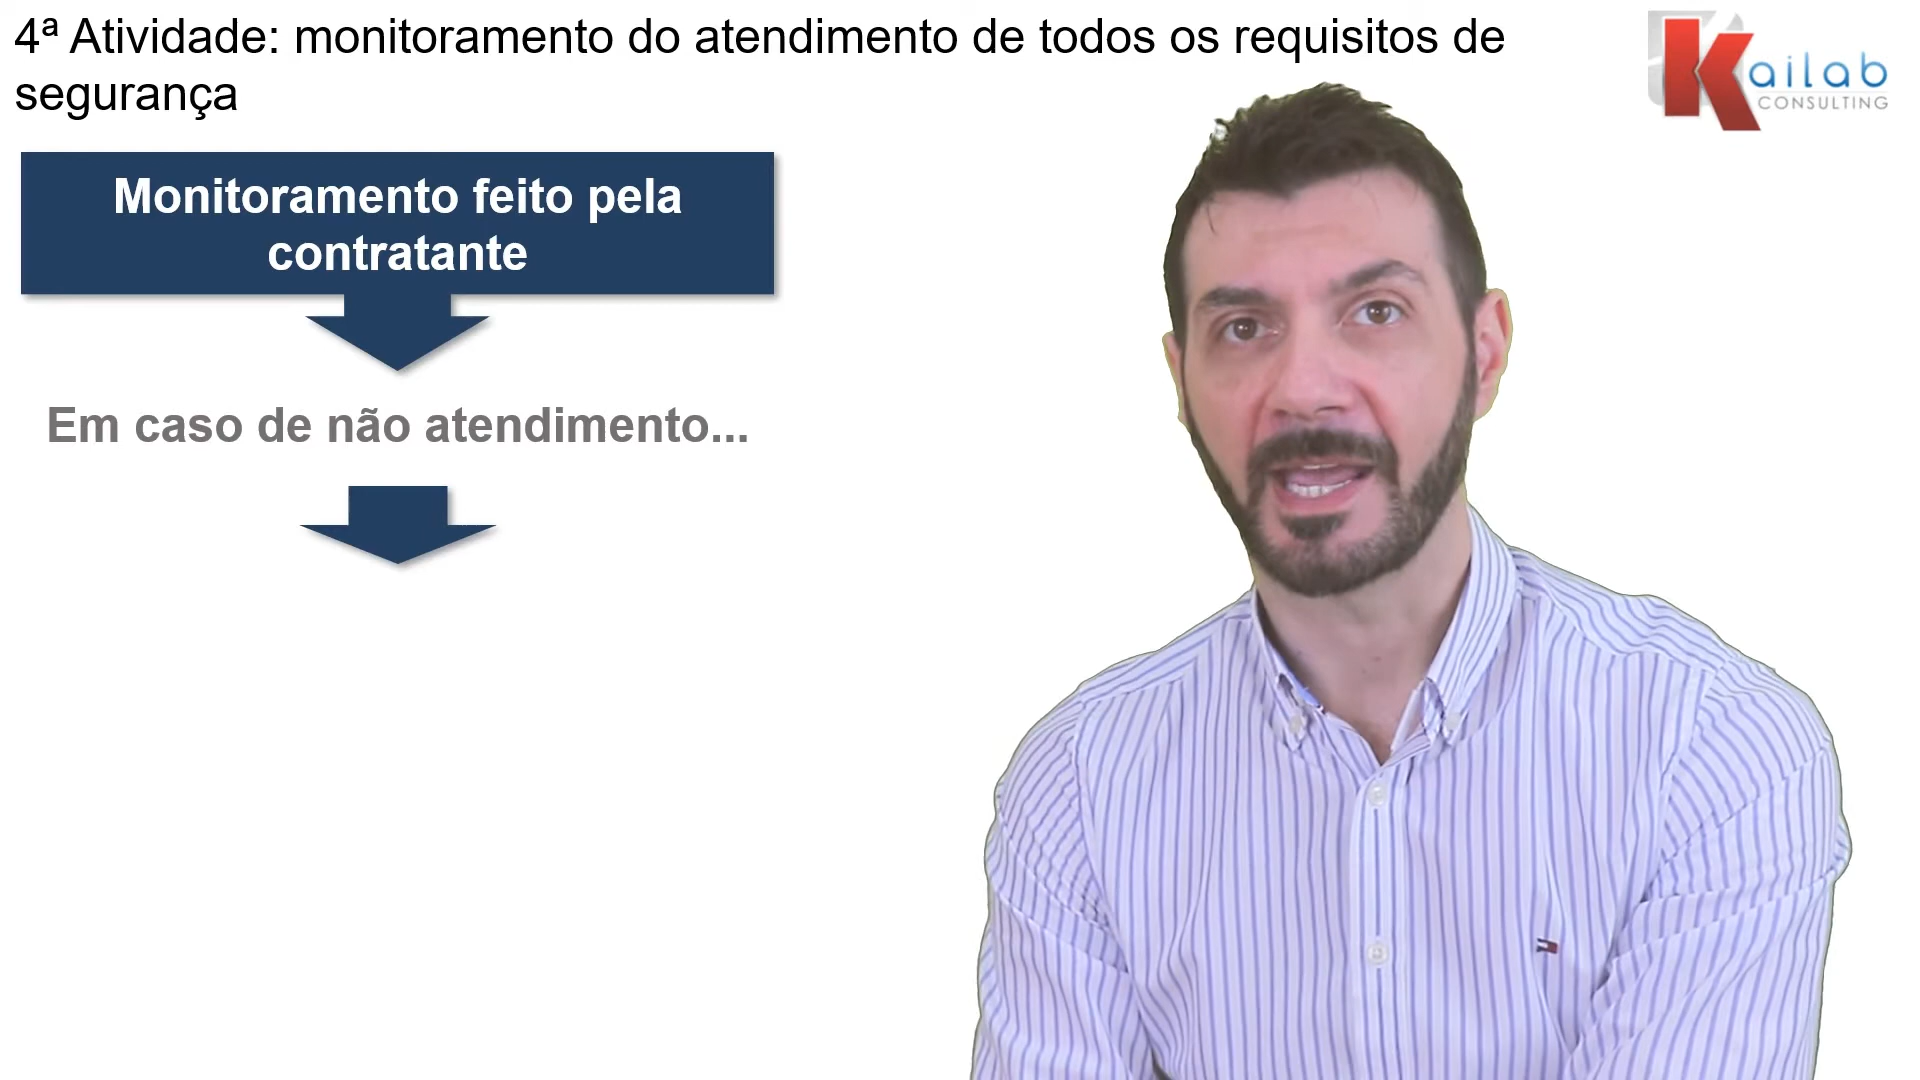 4ª Atividade: monitoramento do atendimento de todos os requisitos de
segurança
Kailab
CONSULTING
Monitoramento feito pela
contratante
Em caso de não atendimento...